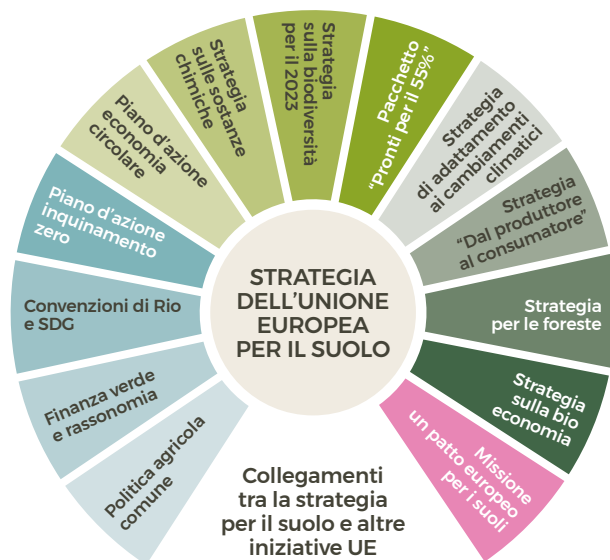 Politica agricola
comune
Finanza verde
e rassonomia
Convenzioni di Rio
e SDG
Piano d'azione
inquinamento
zero
Piano d'azione
economia
circolare
Strategia
sulle sostanze
chimiche
Strategia
sulla biodiversità
per il 2023
Pacchetto
"Pronti per il 55%"
Strategia
di adattamento
ai cambiamenti
climatici
Strategia
"Dal produttore
al consumatore"
Strategia
per le foreste
Strategia
sulla bio
economia
Missione
un patto europeo
per i suoli
STRATEGIA
DELL'UNIONE
EUROPEA
PER IL SUOLO
Collegamenti
tra la strategia
per il suolo e altre
iniziative UE